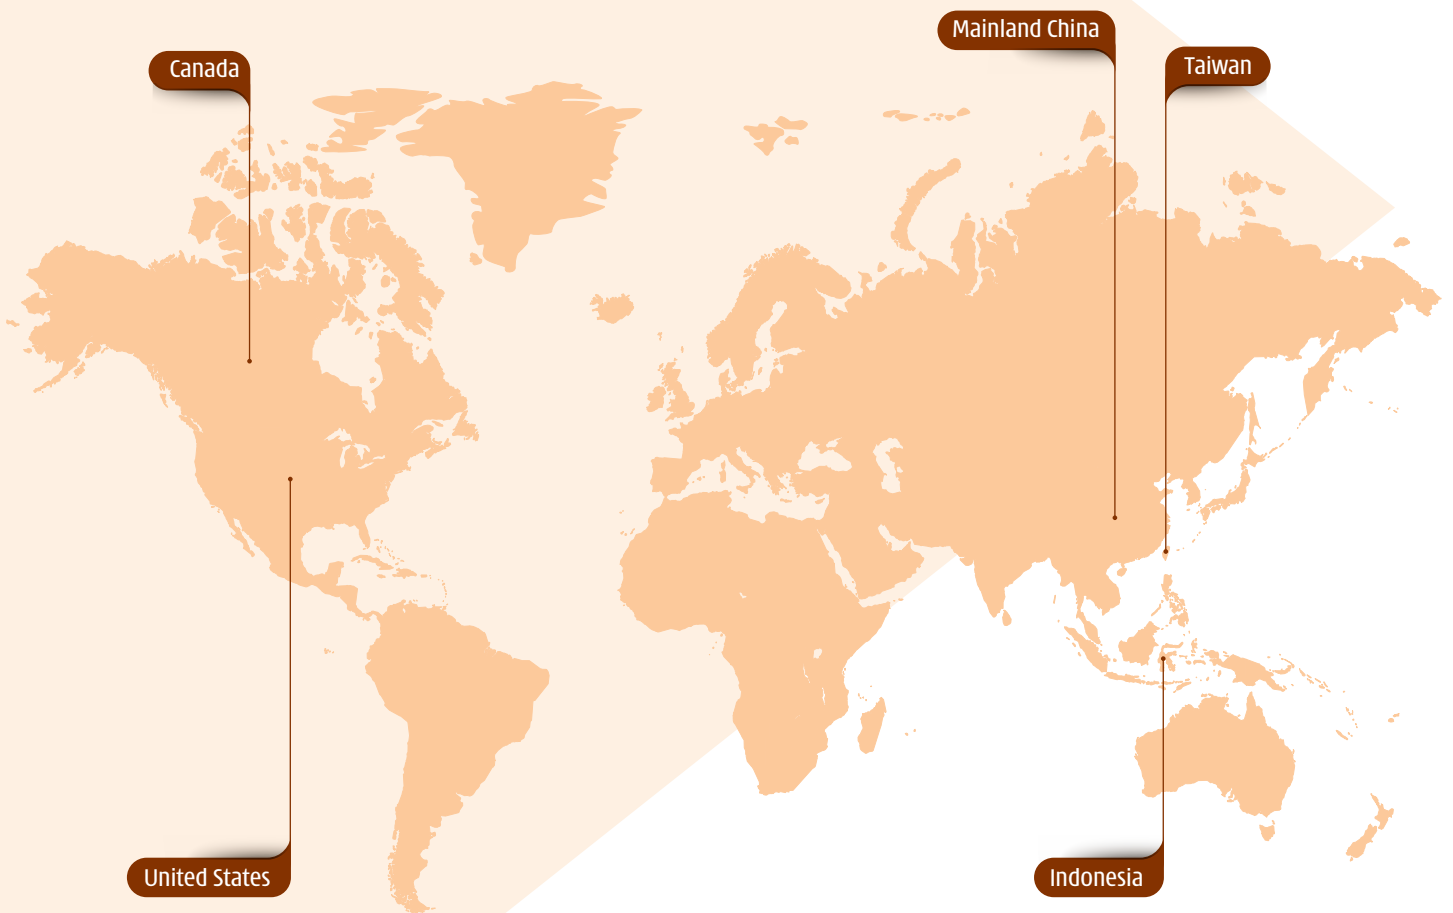 Mainland China
Canada
Taiwan
United States
Indonesia